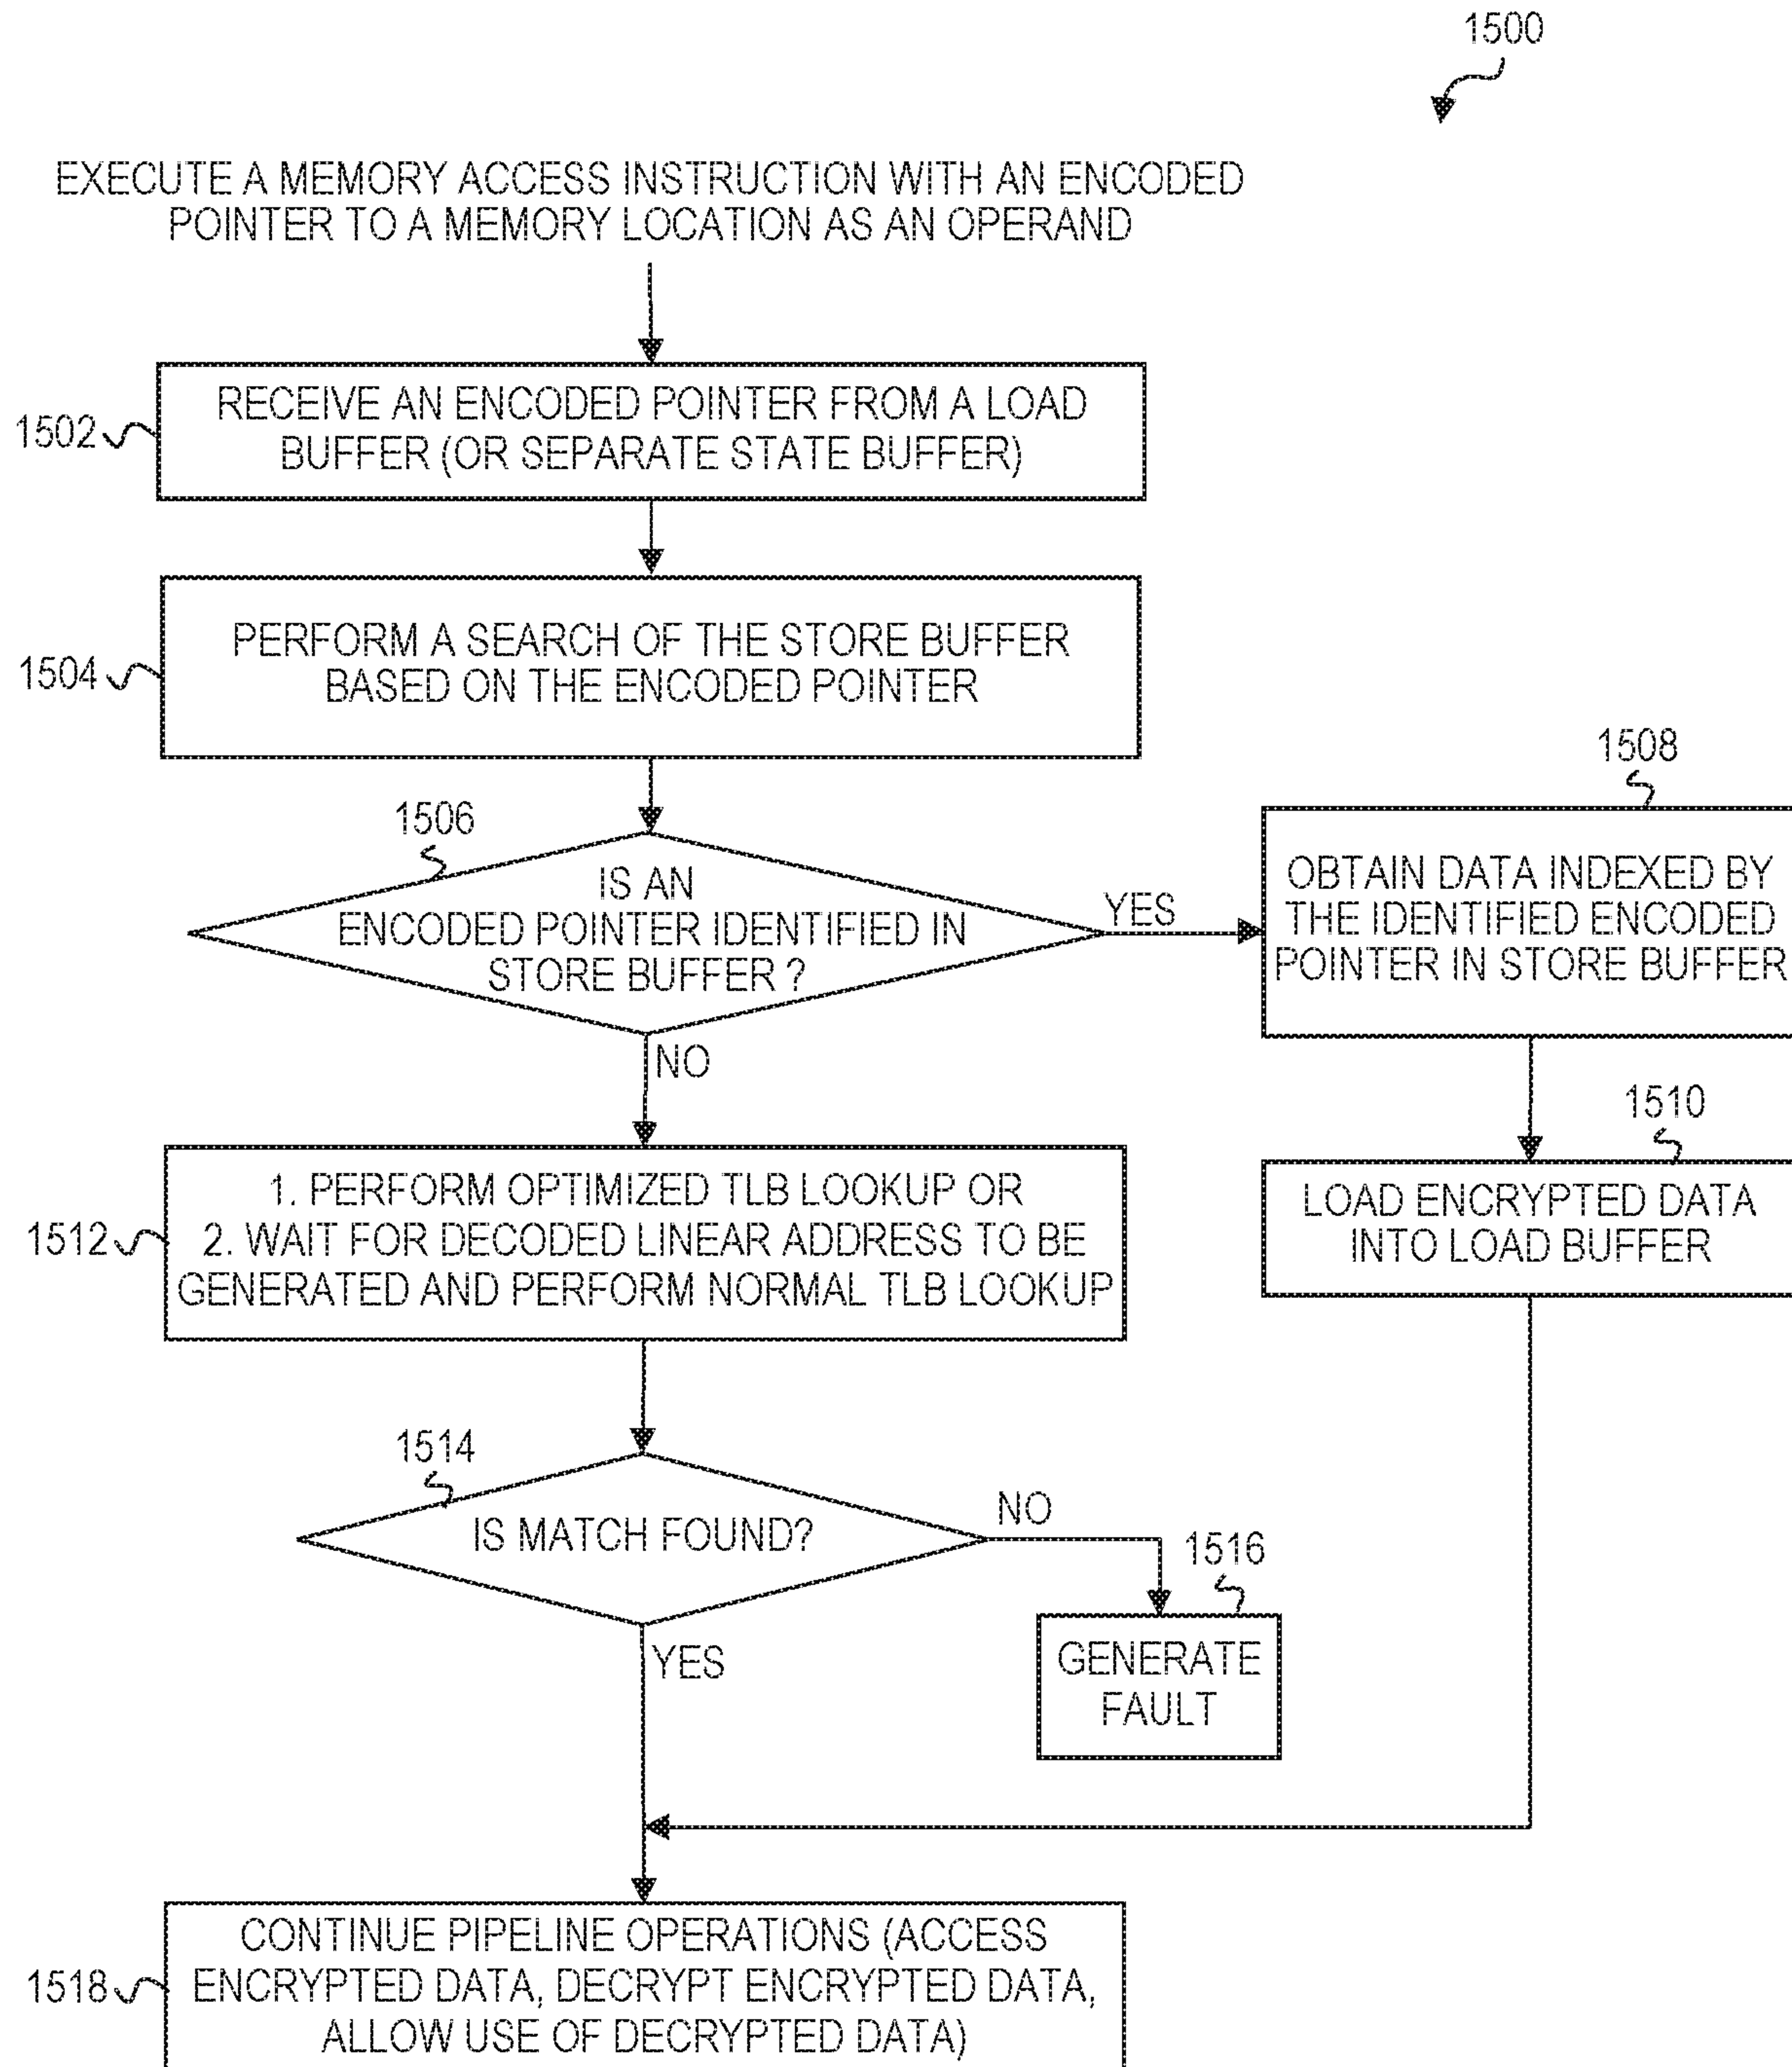 1500
EXECUTE A MEMORY ACCESS INSTRUCTION WITH AN ENCODED
POINTER TO A MEMORY LOCATION AS AN OPERAND
1502
RECEIVE AN ENCODED POINTER FROM A LOAD
BUFFER (OR SEPARATE STATE BUFFER)
1504
PERFORM A SEARCH OF THE STORE BUFFER
BASED ON THE ENCODED POINTER
1506
IS AN
ENCODED POINTER IDENTIFIED IN
STORE BUFFER ?
YES
NO
1508
OBTAIN DATA INDEXED BY
THE IDENTIFIED ENCODED
POINTER IN STORE BUFFER
1510
LOAD ENCRYPTED DATA
INTO LOAD BUFFER
1512
1. PERFORM OPTIMIZED TLB LOOKUP OR
2. WAIT FOR DECODED LINEAR ADDRESS TO BE
GENERATED AND PERFORM NORMAL TLB LOOKUP
1514
IS MATCH FOUND?
NO
YES
1516
GENERATE
FAULT
1518
CONTINUE PIPELINE OPERATIONS (ACCESS
ENCRYPTED DATA, DECRYPT ENCRYPTED DATA,
ALLOW USE OF DECRYPTED DATA)